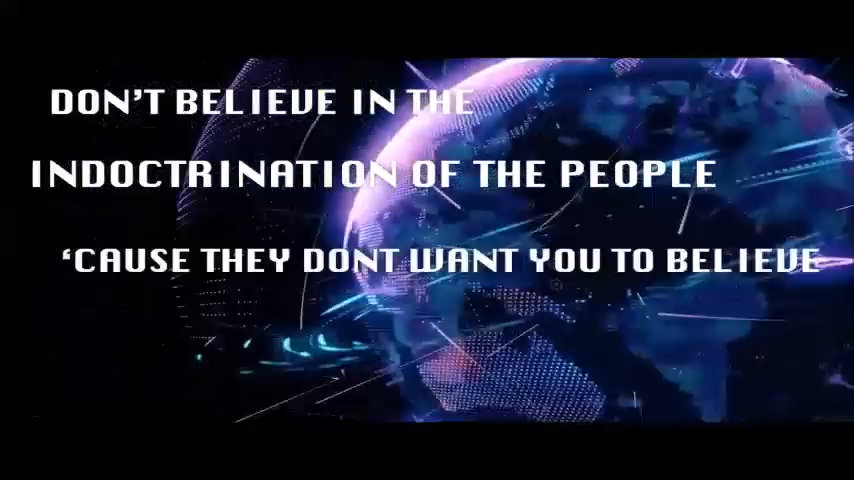 DON'T BELIEVE IN THE
INDOCTRINATION OF THE PEOPLE
‘CAUSE THEY DONT WANT YOU TO BELIEVE